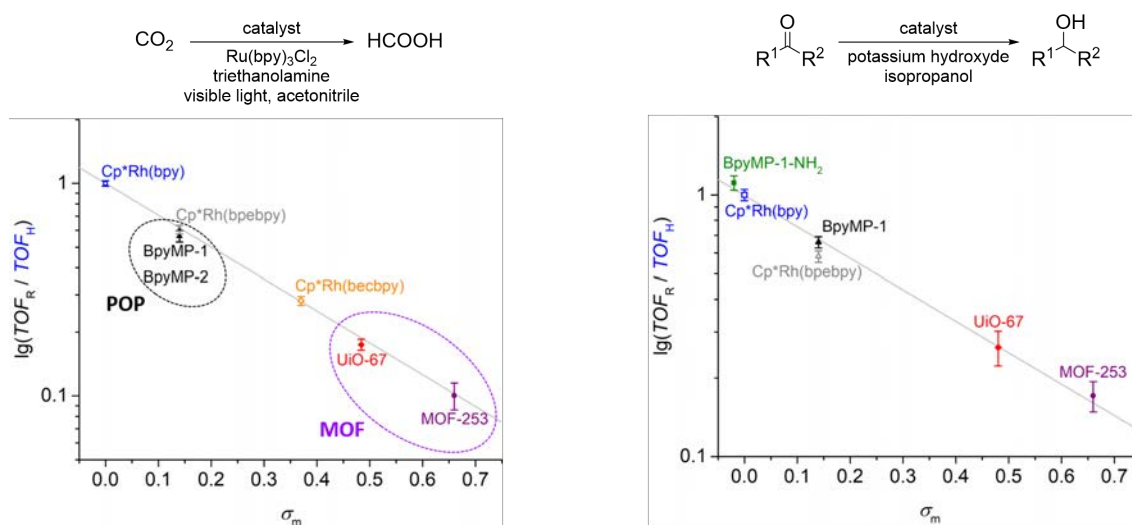 catalyst
CO2
HCOOH
Ru(bpy)3Cl2
triethanolamine
visible light, acetonitrile
Cp*Rh(bpy)
1
Cp*Rh(bpebpy)
BpyMP-1
BpyMP-2
POP
Cp*Rh(becbpy)
UiO-67
0.1
MOF-253
MOF
lg(TOFR / TOFH)
0.0 0.1 0.2 0.3 0.4 0.5 0.6 0.7
σm
O
OH
catalyst
R1 R2
R1 R2
potassium hydroxyde
isopropanol
BpyMP-1-NH2
1
Cp*Rh(bpy)
BpyMP-1
Cp*Rh(bpebpy)
UiO-67
MOF-253
0.1
lg(TOFR / TOFH)
0.0 0.1 0.2 0.3 0.4 0.5 0.6 0.7
σm